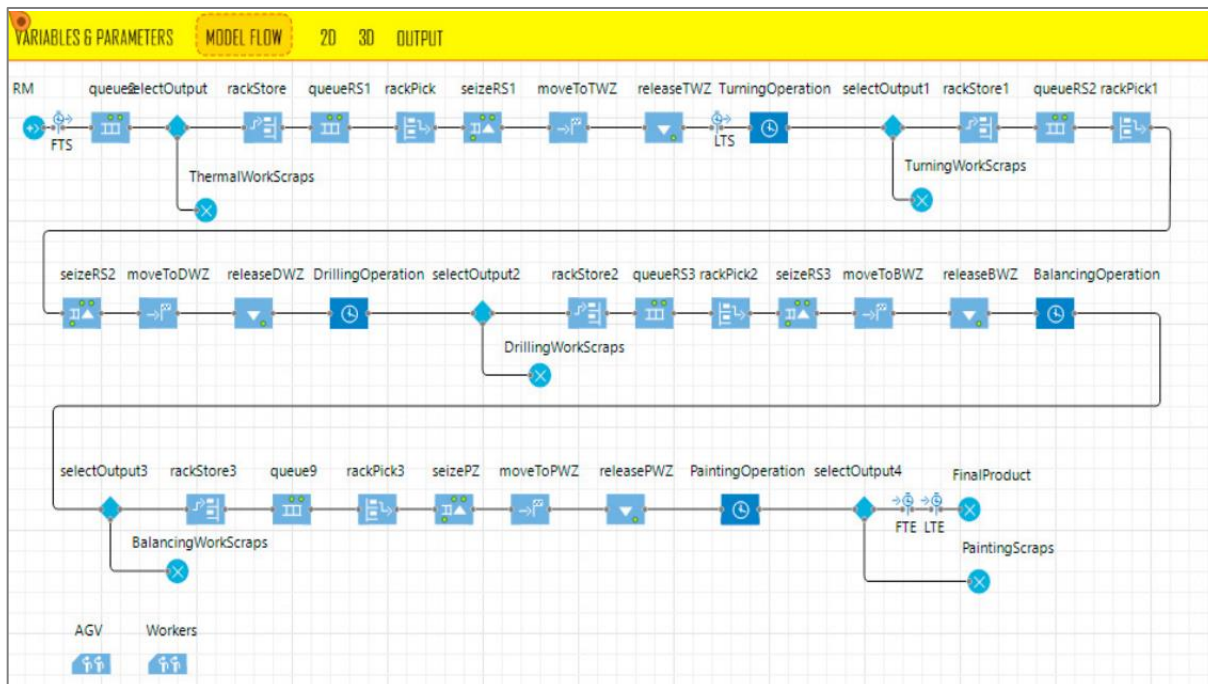 VARIABLES & PARAMETERS MODEL FLOW 2D 3D OUTPUT
RM queue selectOutput rackStore queueRS1 rackPick seizeRS1 moveToTWZ releaseTWZ TurningOperation selectOutput1 rackStore1 queueRS2 rackPick1
FTS LTS
ThermalWorkScraps TurningWorkScraps
seizeRS2 moveToDWZ releaseDWZ DrillingOperation selectOutput2 rackStore2 queueRS3 rackPick2 seizeRS3 moveToBWZ releaseBWZ BalancingOperation
DrillingWorkScraps
selectOutput3 rackStore3 queue9 rackPick3 seizePZ moveToPWZ releasePWZ PaintingOperation selectOutput4 FinalProduct
FTE LTE
BalancingWorkScraps PaintingScraps
AGV Workers